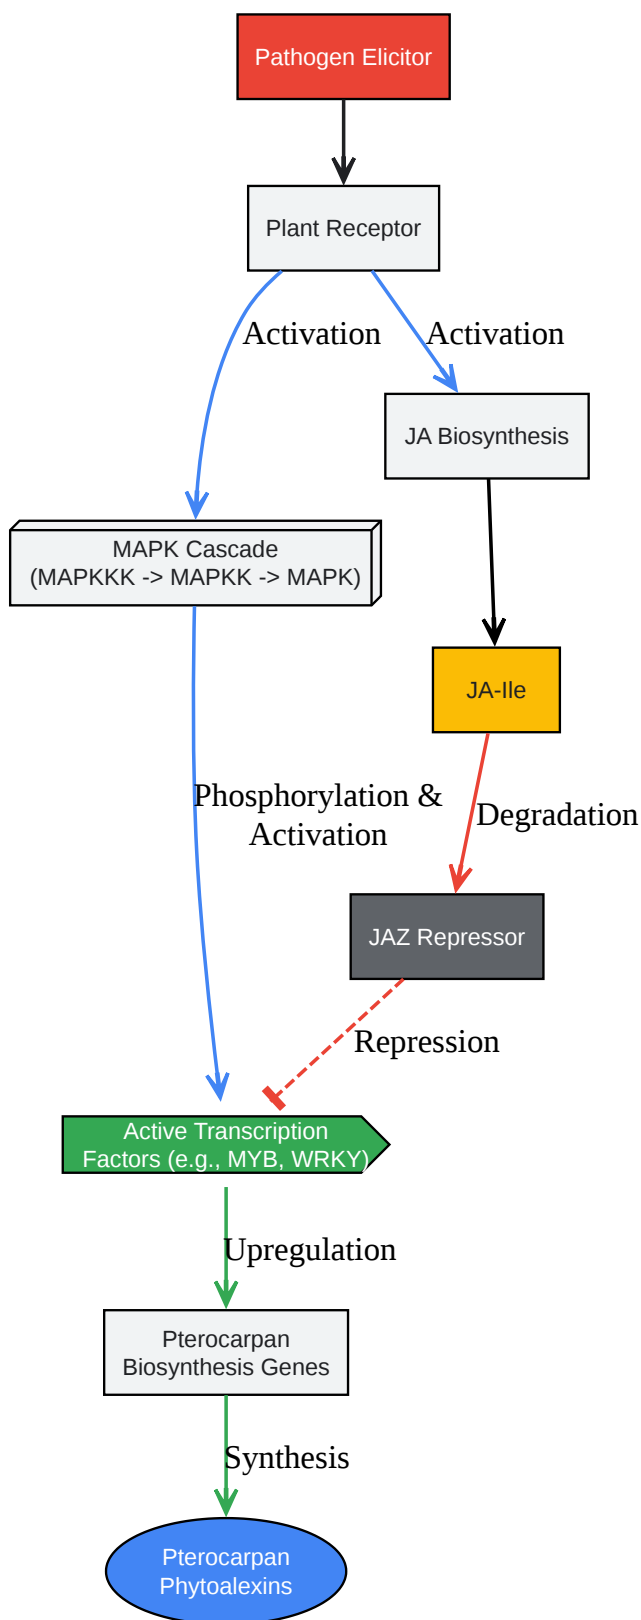 Pathogen Elicitor
Plant Receptor
Activation
Activation
JA Biosynthesis
MAPK Cascade
(MAPKKK -> MAPKK -> MAPK)
JA-Ile
Phosphorylation &
Activation
Degradation
JAZ Repressor
Repression
Active Transcription
Factors (e.g., MYB, WRKY)
Upregulation
Pterocarpan
Biosynthesis Genes
Synthesis
Pterocarpan
Phytoalexins